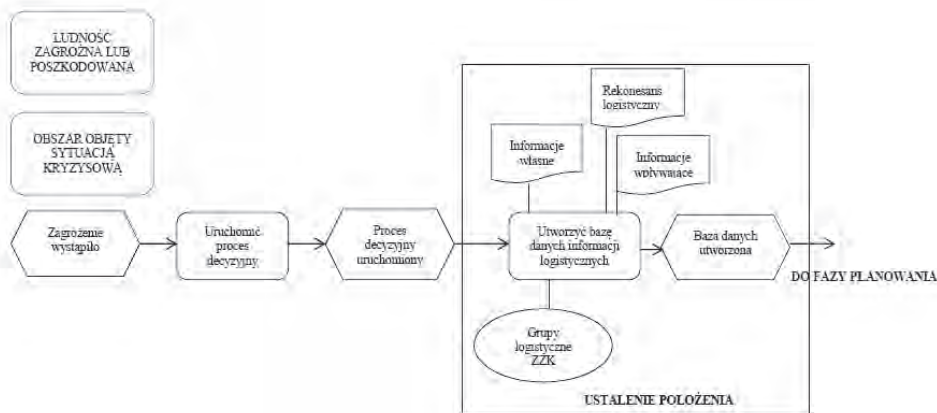 LUDNOŚĆ
ZAGROŻNA LUB
POSZKODOWANA
OBSZAR OBJĘTY
SYTUACJĄ
KRYZYSOWĄ
Zagrożenie
wystąpiło
Uruchomić
proces
decyzyjny
Proces
decyzyjny
uruchomiony
Rekonesans
logistyczny
Informacje
własne
Informacje
wpływające
Utworzyć bazę
danych informacji
logistycznych
Baza danych
utworzona
DO FAZY PLANOWANIA
Grupy
logistyczne
ZZK
USTALENIE POŁOŻENIA